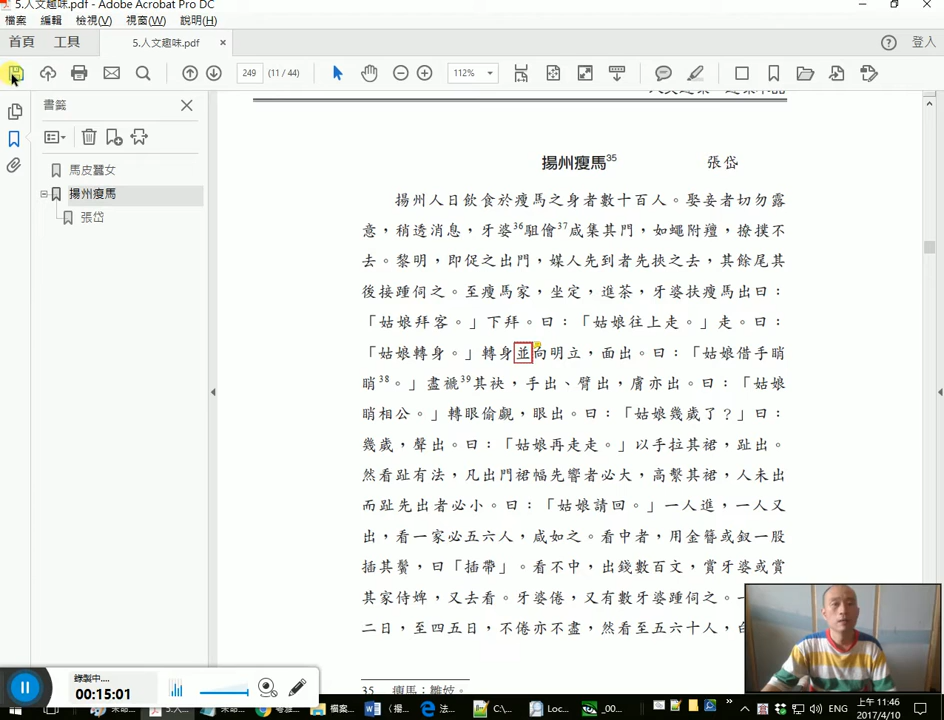 5.人文趣味.pdf - Adobe Acrobat Pro DC
檔案 編輯 檢視(V) 視窗(W) 說明(H)
首頁 工具 5.人文趣味.pdf × 登入
249 (11 / 44) 112%
書籤
馬皮蠶女
揚州瘦馬
張岱
揚州瘦馬35 張岱
揚州人日飲食於瘦馬之身者數十百人。娶妾者切勿露
意，稍透消息，牙婆36駔儈37咸集其門，如蠅附羶，撩撲不
去。黎明，即促之出門，媒人先到者先挾之去，其餘尾其
後接踵伺之。至瘦馬家，坐定，進茶，牙婆扶瘦馬出曰：
「姑娘拜客。」下拜。曰：「姑娘往上走。」走。曰：
「姑娘轉身。」轉身並向明立，面出。曰：「姑娘借手睄
睄38。」盡褫39其袂，手出、臂出，膚亦出。曰：「姑娘
睄相公。」轉眼偷覷，眼出。曰：「姑娘幾歲了？」曰：
幾歲，聲出。曰：「姑娘再走走。」以手拉其裙，趾出。
然看趾有法，凡出門裙幅先響者必大，高繫其裙，人未出
而趾先出者必小。曰：「姑娘請回。」一人進，一人又
出，看一家必五六人，咸如之。看中者，用金簪或釵一股
插其鬢，曰「插帶」。看不中，出錢數百文，賞牙婆或賞
其家侍婢，又去看。牙婆倦，又有數牙婆踵伺之。一
二日，至四五日，不倦亦不盡，然看至五六十人，
35 瘦馬：雛妓。
錄製中...
00:15:01
檔案... （揚... 法... C:\... Loc... _00...
ENG
上午 11:46
2017/4/10